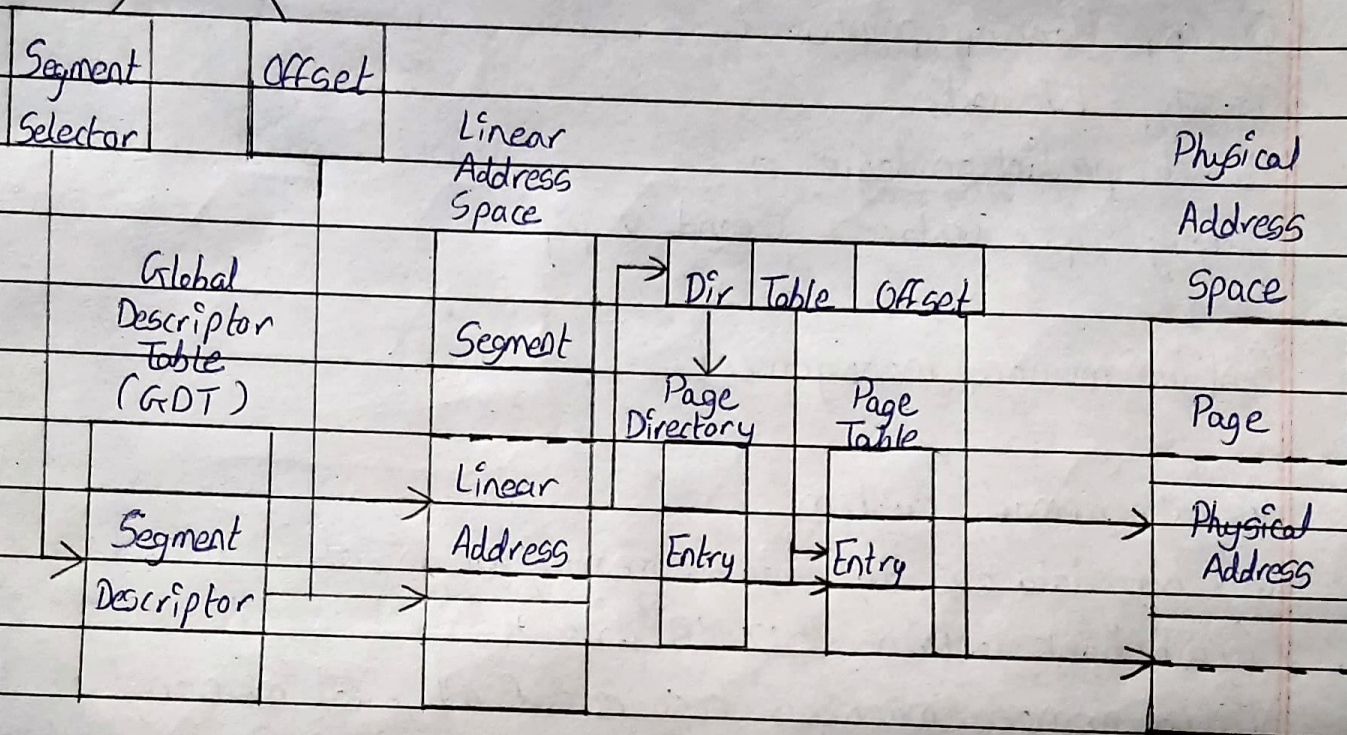 Segment
Selector
Offset
Linear
Address
Space
Physical
Address
Space
Global
Descriptor
Table
(GDT)
Segment
Dir
Table
Offset
Page
Directory
Page
Table
Page
Linear
Address
Segment
Descriptor
Entry
Entry
Physical
Address